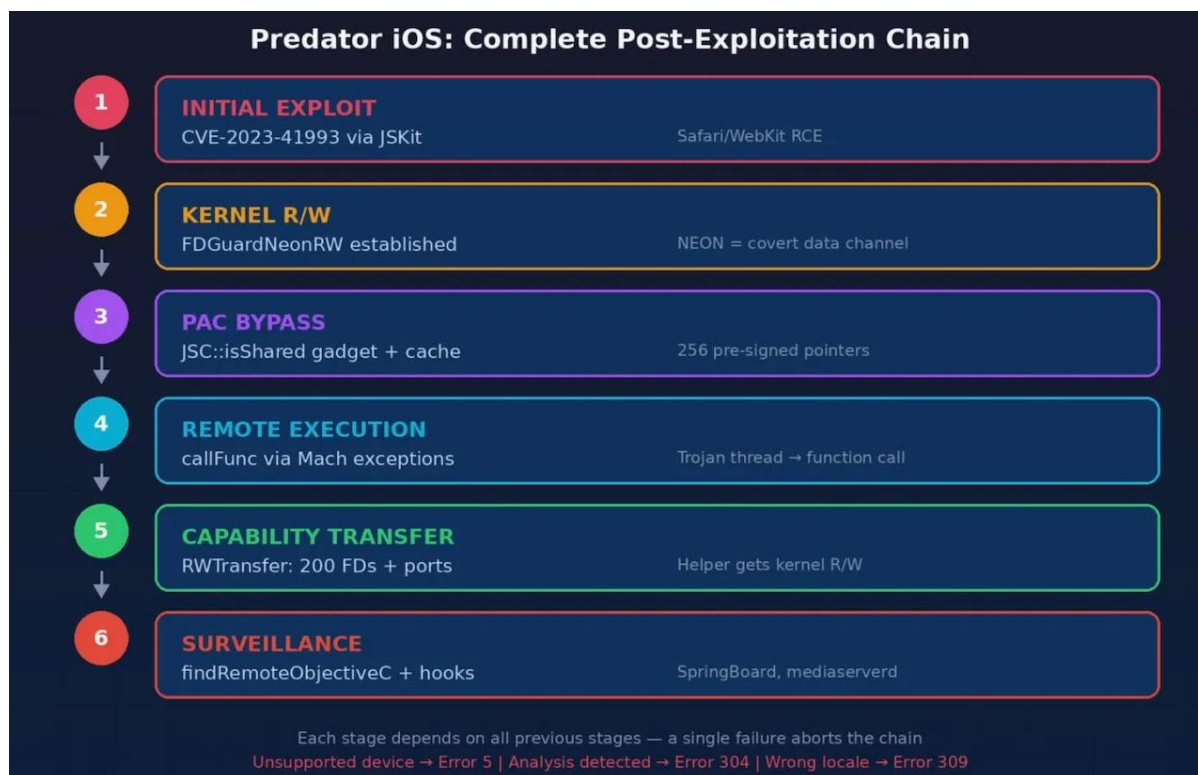 Predator iOS: Complete Post-Exploitation Chain
1
INITIAL EXPLOIT
CVE-2023-41993 via JSKit
Safari/WebKit RCE
2
KERNEL R/W
FDGuardNeonRW established
NEON = covert data channel
3
PAC BYPASS
JSC::isShared gadget + cache
256 pre-signed pointers
4
REMOTE EXECUTION
callFunc via Mach exceptions
Trojan thread → function call
5
CAPABILITY TRANSFER
RWTransfer: 200 FDs + ports
Helper gets kernel R/W
6
SURVEILLANCE
findRemoteObjectiveC + hooks
SpringBoard, mediaserverd
Each stage depends on all previous stages — a single failure aborts the chain
Unsupported device → Error 5 | Analysis detected → Error 304 | Wrong locale → Error 309